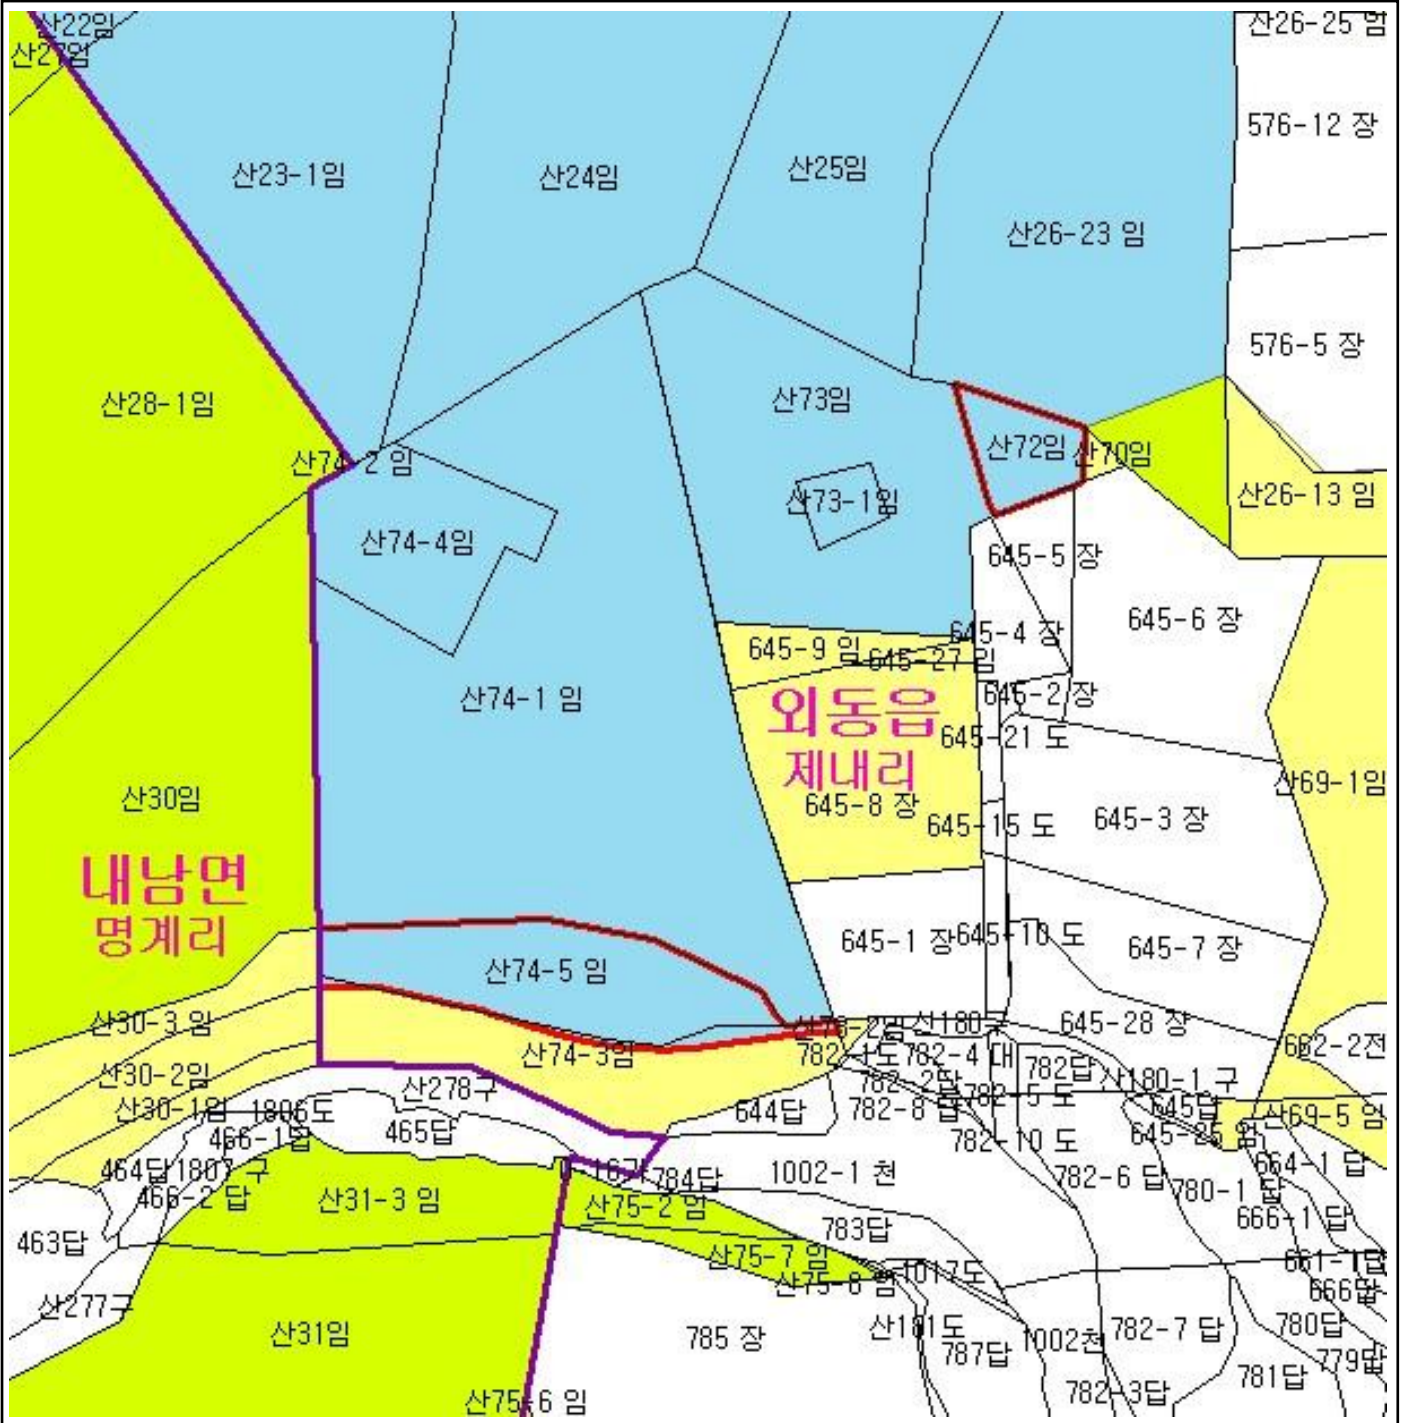 산22임
산26-25 임
산27임
576-12 장
산23-1임
산24임
산25임
산26-23 임
576-5 장
산28-1임
산73임
산72임
산70임
산74-2 임
산26-13 임
산73-1임
산74-4임
645-5 장
645-6 장
645-4 장
645-9 임
645-27 임
산74-1 임
645-2 장
외동읍
645-21 도
제내리
산69-1임
산30임
645-8 장
645-15 도
645-3 장
내남면
명계리
645-1 장
645-10 도
645-7 장
산74-5 임
산30-3 임
645-28 장
산74-3임
782-4 대
662-2전
산30-2임
782답
산180-1 구
산278구
782-2답
782-5 도
산30-1임
1806도
644답
782-8 답
645답
산69-5 임
466-1답
465답
782-10 도
464답
1807 구
784답
1002-1 천
782-6 답
664-1 답
466-2 답
산31-3 임
산75-2 임
780-1 답
463답
783답
666-1 답
산75-7 임
1017도
661-1답
산75-8 임
666답
산277구
산31임
785 장
산181도
787답
1002천
782-7 답
780답
779답
781답
782-3답
산75-6 임